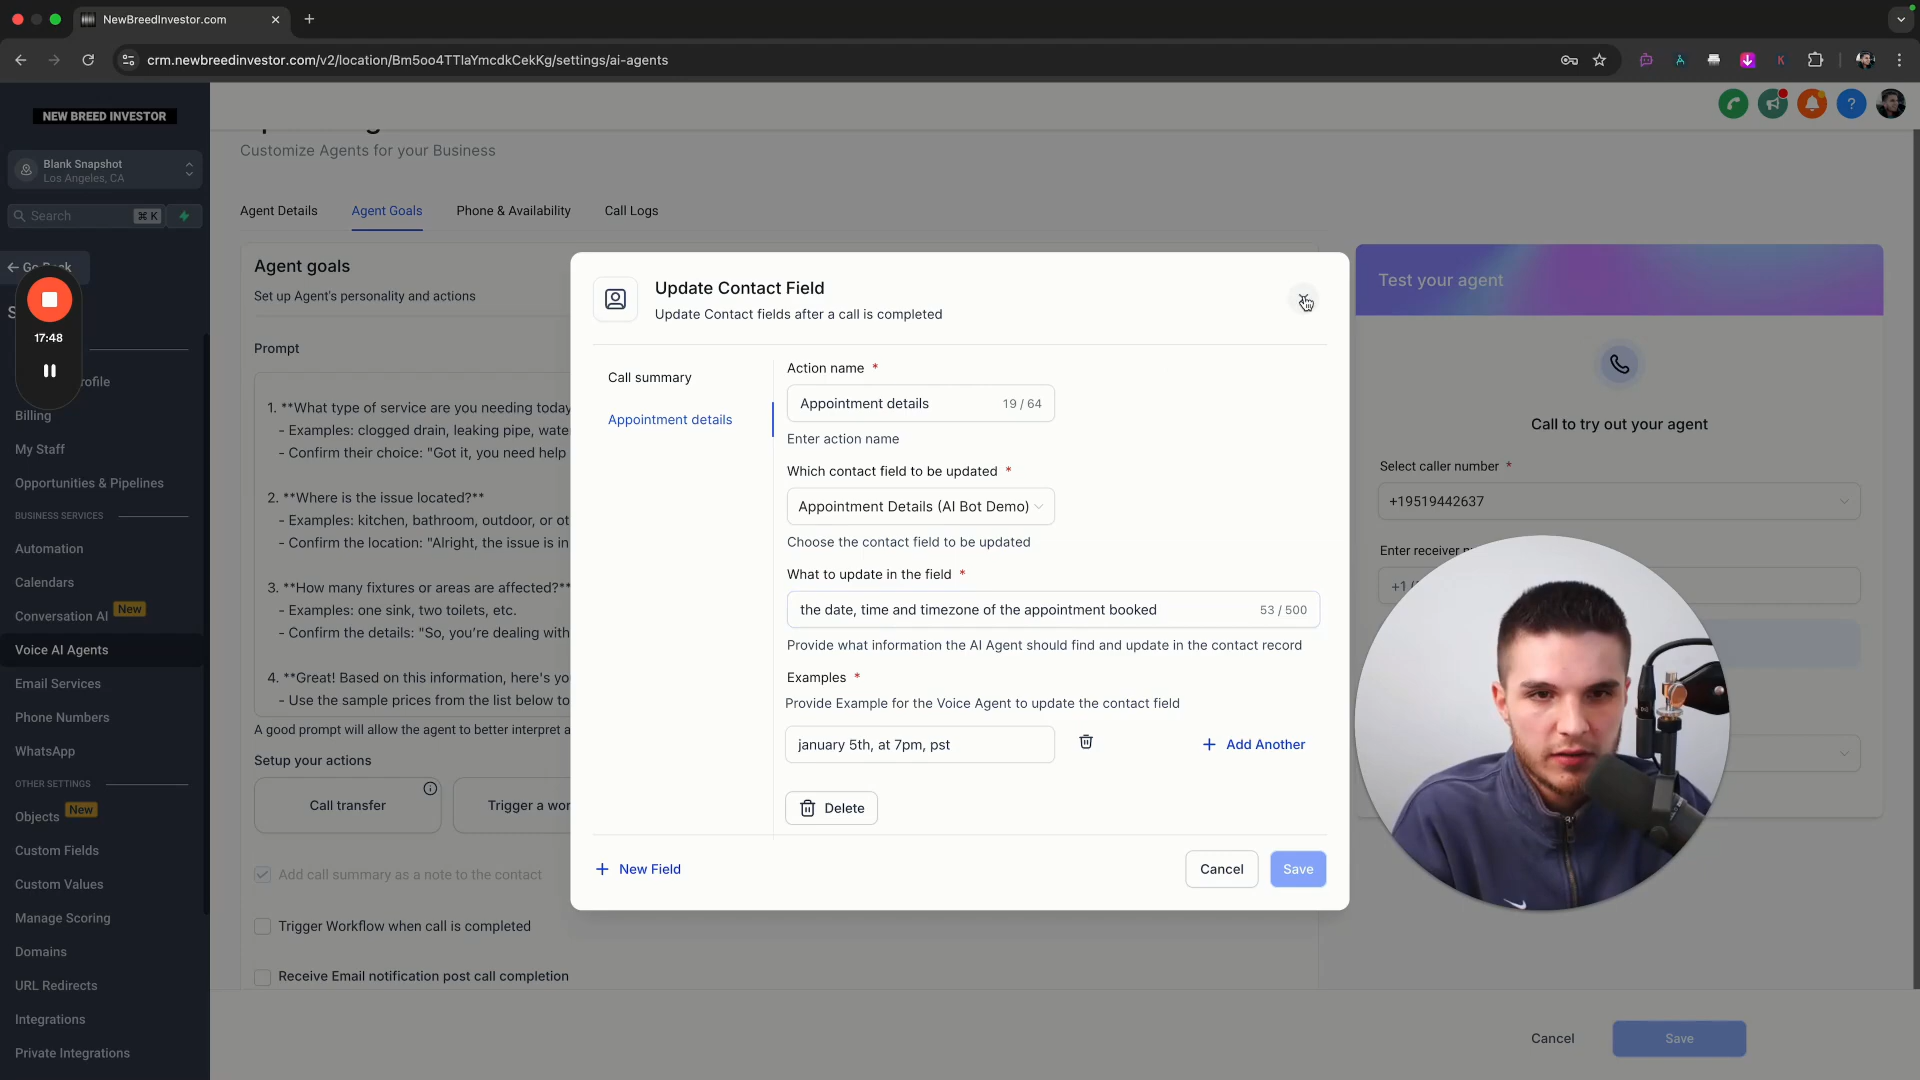 NewBreedInvestor.com
crm.newbreedinvestor.com/v2/location/Bm5oo4TTlaYmcdkCekKg/settings/ai-agents
NEW BREED INVESTOR
Blank Snapshot
Los Angeles, CA
Search
⌘ K
Go Back
17:48
Billing
My Staff
Opportunities & Pipelines
BUSINESS SERVICES
Automation
Calendars
Conversation AI
New
Voice AI Agents
Email Services
Phone Numbers
WhatsApp
OTHER SETTINGS
Objects
New
Custom Fields
Custom Values
Manage Scoring
Domains
URL Redirects
Integrations
Private Integrations
Customize Agents for your Business
Agent Details
Agent Goals
Phone & Availability
Call Logs
Agent goals
Set up Agent's personality and actions
Prompt
1. **What type of service are you needing today
- Examples: clogged drain, leaking pipe, wate
- Confirm their choice: "Got it, you need help
2. **Where is the issue located?**
- Examples: kitchen, bathroom, outdoor, or ot
- Confirm the location: "Alright, the issue is in
3. **How many fixtures or areas are affected?**
- Examples: one sink, two toilets, etc.
- Confirm the details: "So, you're dealing with
4. **Great! Based on this information, here's yo
- Use the sample prices from the list below to
A good prompt will allow the agent to better interpret a
Setup your actions
Call transfer
Trigger a wor
Add call summary as a note to the contact
Trigger Workflow when call is completed
Receive Email notification post call completion
Update Contact Field
Update Contact fields after a call is completed
Call summary
Appointment details
Action name *
Appointment details
19 / 64
Enter action name
Which contact field to be updated *
Appointment Details (AI Bot Demo)
Choose the contact field to be updated
What to update in the field *
the date, time and timezone of the appointment booked
53 / 500
Provide what information the AI Agent should find and update in the contact record
Examples *
Provide Example for the Voice Agent to update the contact field
january 5th, at 7pm, pst
Add Another
Delete
New Field
Cancel
Save
Test your agent
Call to try out your agent
Select caller number *
+19519442637
Enter receiver
+1
Cancel
Save